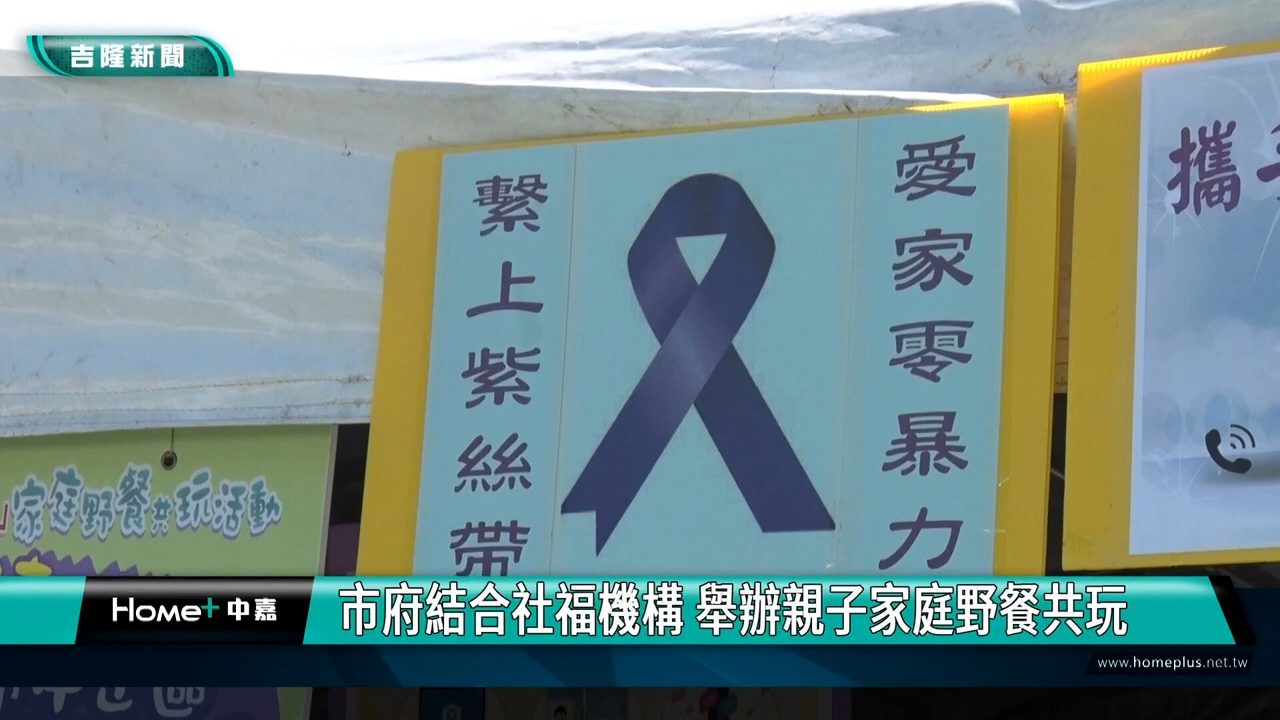 吉隆新聞
繫上紫絲帶
愛家零暴力
攜
家庭野餐共玩活動
Home+ 中嘉
市府結合社福機構 舉辦親子家庭野餐共玩
www.homeplus.net.tw